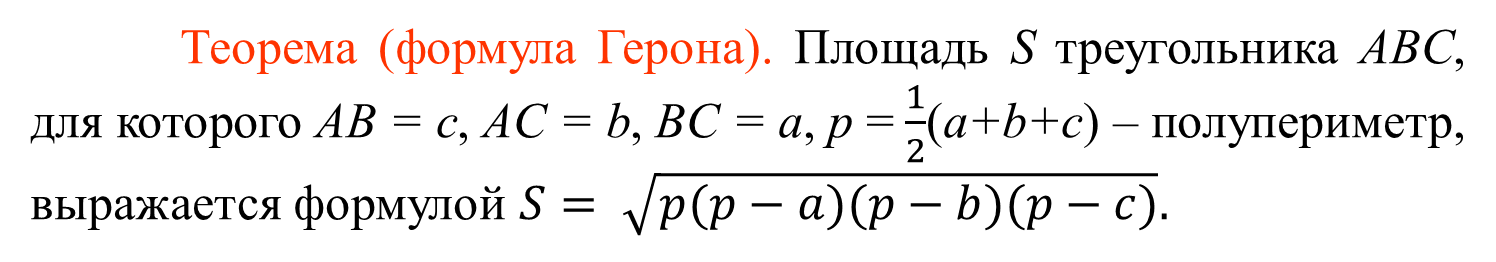 Теорема (формула Герона). Площадь S треугольника ABC,
для которого AB = c, AC = b, BC = a, p = 1/2(a+b+c) – полупериметр,
выражается формулой S = √p(p − a)(p − b)(p − c).